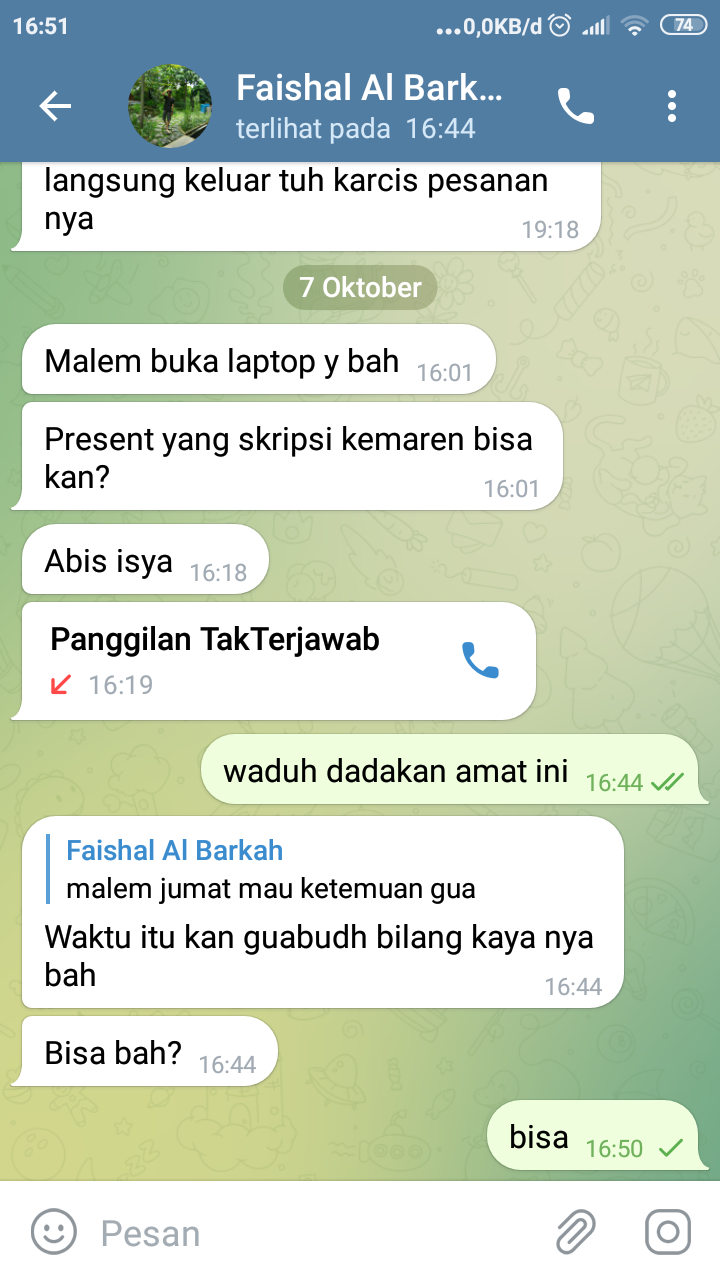 16:51
...0,0KB/d
74
Faishal Al Bark...
terlihat pada 16:44
langsung keluar tuh karcis pesanan
nya
19:18
7 Oktober
Malem buka laptop y bah 16:01
Present yang skripsi kemaren bisa
kan?
16:01
Abis isya 16:18
Panggilan TakTerjawab
16:19
waduh dadakan amat ini 16:44
Faishal Al Barkah
malem jumat mau ketemuan gua
Waktu itu kan guabudh bilang kaya nya
bah
16:44
Bisa bah? 16:44
bisa 16:50
Pesan